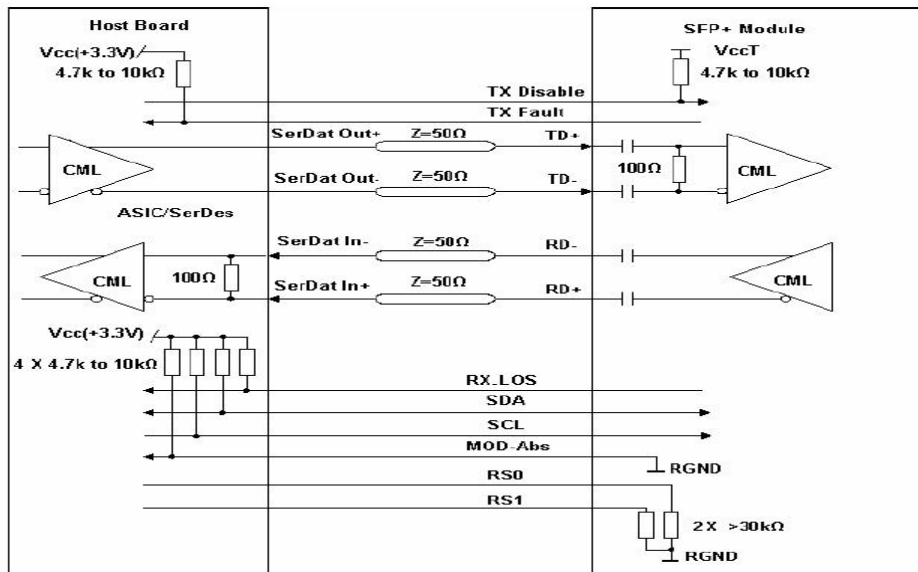 Host Board
SFP+ Module
Vcc(+3.3V)
4.7k to 10kΩ
VccT
4.7k to 10kΩ
TX Disable
TX Fault
SerDat Out+
Z=50Ω
TD+
CML
100Ω
CML
SerDat Out-
Z=50Ω
TD-
ASIC/SerDes
SerDat In-
Z=50Ω
RD-
CML
100Ω
CML
SerDat In+
Z=50Ω
RD+
Vcc(+3.3V)
4 X 4.7k to 10kΩ
RX-LOS
SDA
SCL
MOD-Abs
RGND
RS0
RS1
2X >30kΩ
RGND